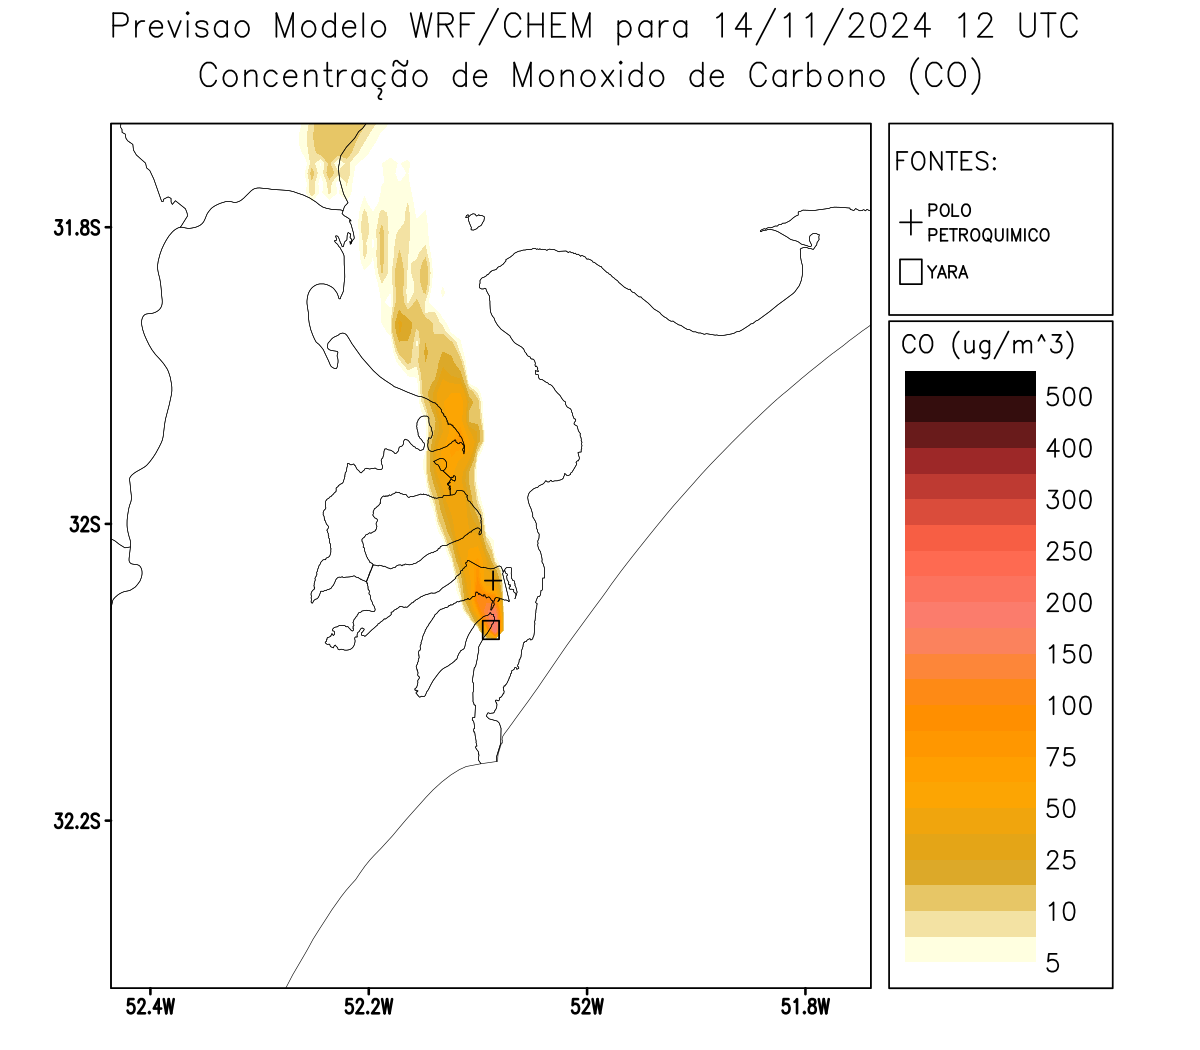 Previsao Modelo WRF/CHEM para 14/11/2024 12 UTC
Concentração de Monoxido de Carbono (CO)
FONTES:
POLO
PETROQUIMICO
YARA
CO (ug/m^3)
500
400
300
250
200
150
100
75
50
25
10
5
31.8S
32S
32.2S
52.4W
52.2W
52W
51.8W